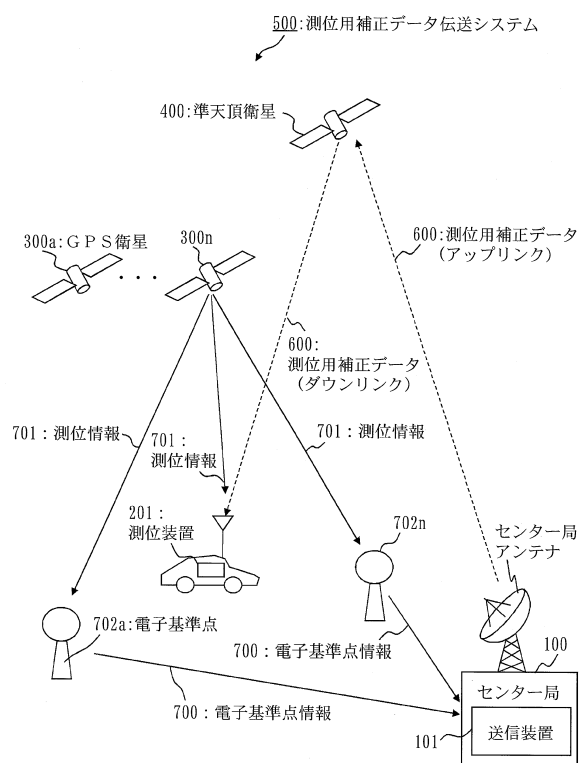 500:測位用補正データ伝送システム
400:準天頂衛星
300a:ＧＰＳ衛星
300n
・・・
600:測位用補正データ
(アップリンク)
600:
測位用補正データ
(ダウンリンク)
701:測位情報
701:
測位情報
701:測位情報
201:
測位装置
702n
センター局
アンテナ
702a:電子基準点
700:電子基準点情報
100
センター局
700:電子基準点情報
101
送信装置